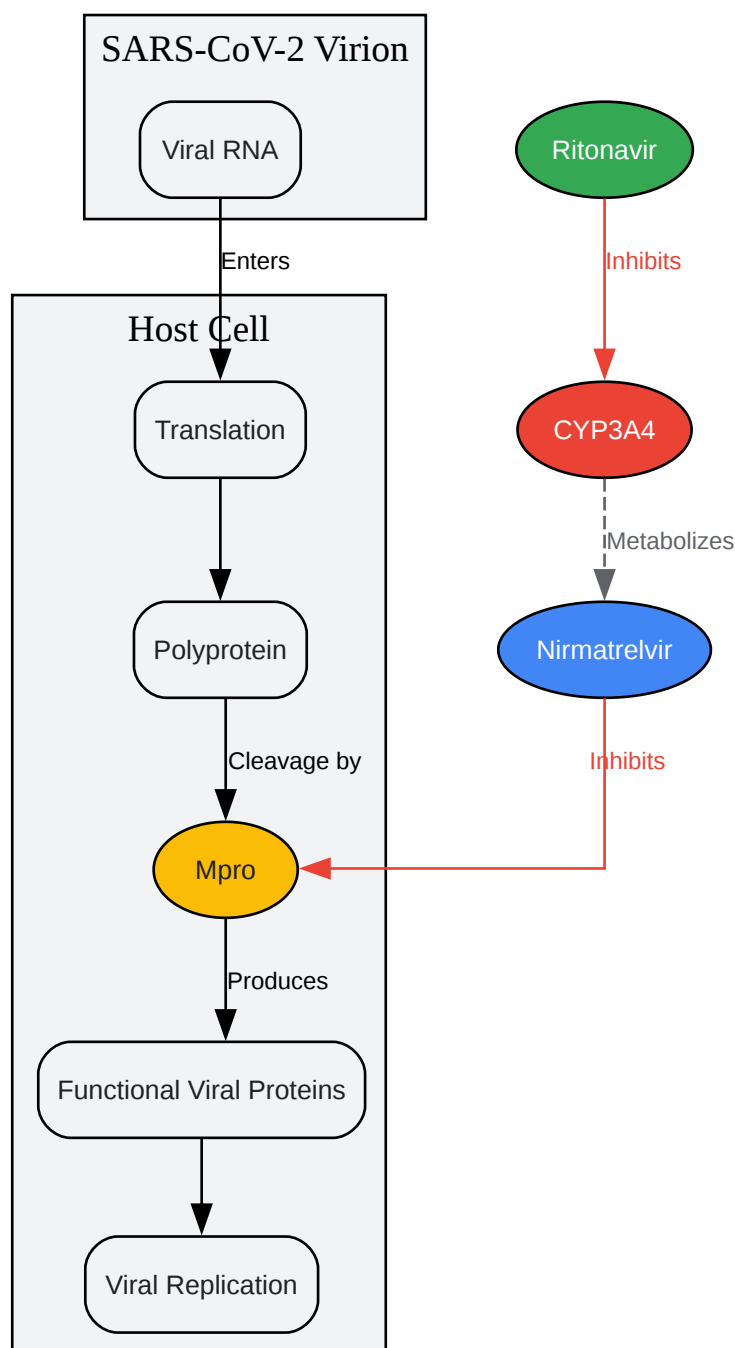 SARS-CoV-2 Virion
Viral RNA
Ritonavir
Enters
Inhibits
Host Cell
Translation
CYP3A4
Metabolizes
Polyprotein
Nirmatrelvir
Cleavage by
Inhibits
Mpro
Produces
Functional Viral Proteins
Viral Replication